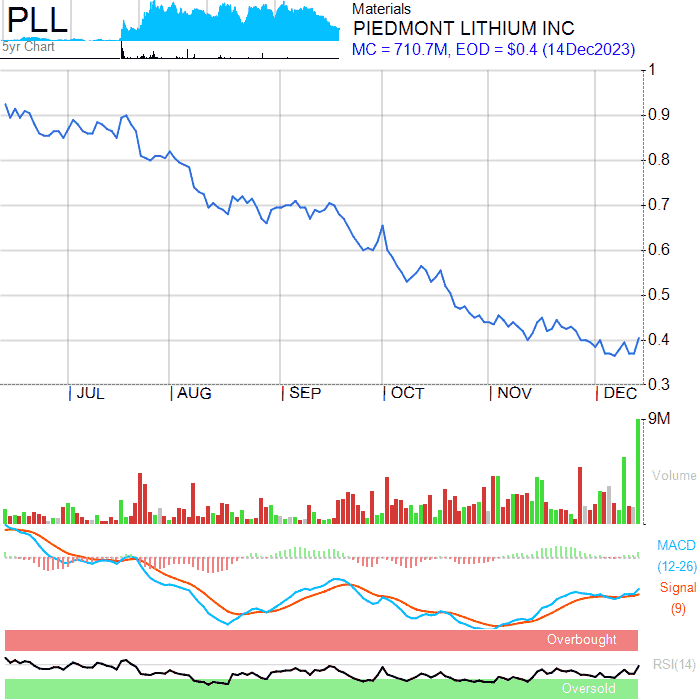 PLL
5yr Chart
Materials
PIEDMONT LITHIUM INC
MC = 710.7M, EOD = $0.4 (14Dec2023)
1
0.9
0.8
0.7
0.6
0.5
0.4
0.3
JUL AUG SEP OCT NOV DEC
9M
Volume
MACD
(12-26)
Signal
(9)
Overbought
RSI(14)
Oversold